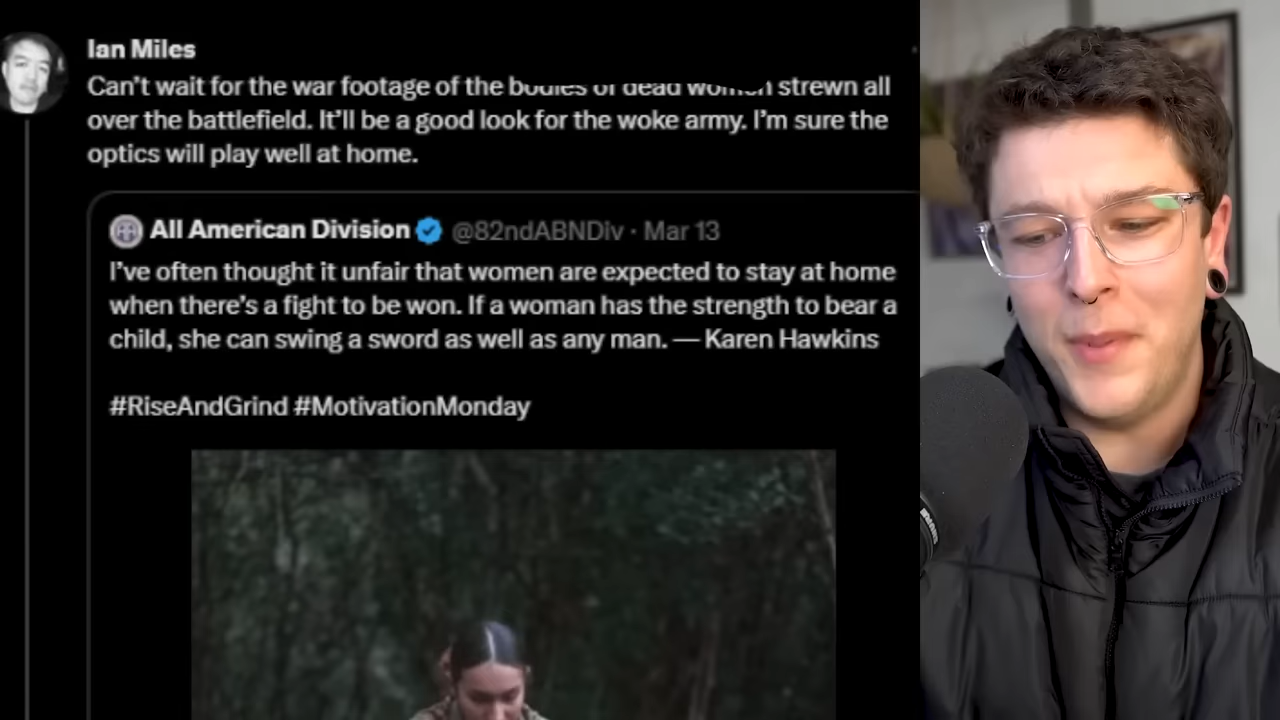 Ian Miles
Can't wait for the war footage of the bodies of dead women strewn all
over the battlefield. It'll be a good look for the woke army. I'm sure the
optics will play well at home.
All American Division @82ndABNDiv · Mar 13
I've often thought it unfair that women are expected to stay at home
when there's a fight to be won. If a woman has the strength to bear a
child, she can swing a sword as well as any man. — Karen Hawkins
#RiseAndGrind #MotivationMonday